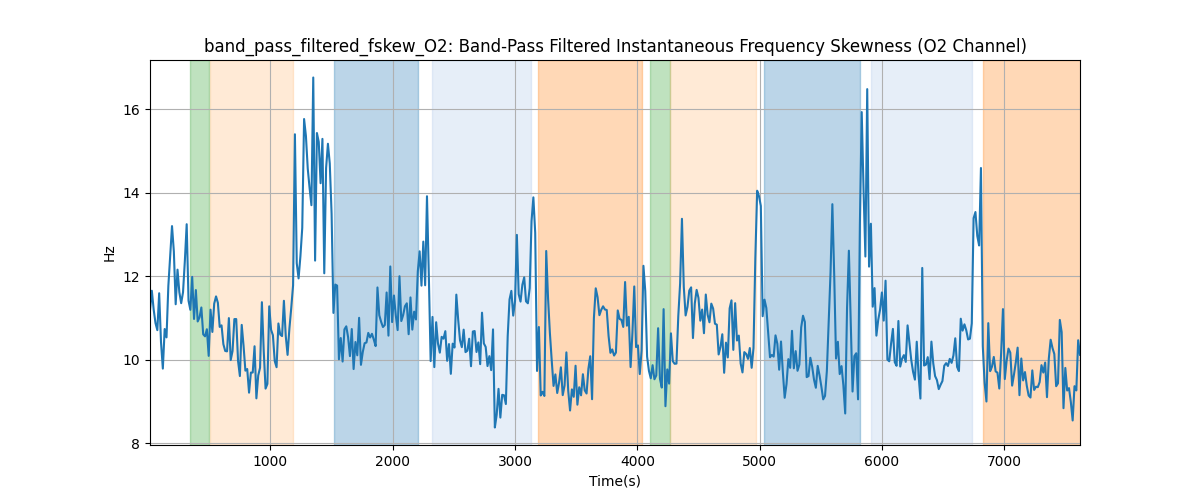 band_pass_filtered_fskew_O2: Band-Pass Filtered Instantaneous Frequency Skewness (O2 Channel)
16
14
12
10
8
Hz
1000 2000 3000 4000 5000 6000 7000
Time(s)